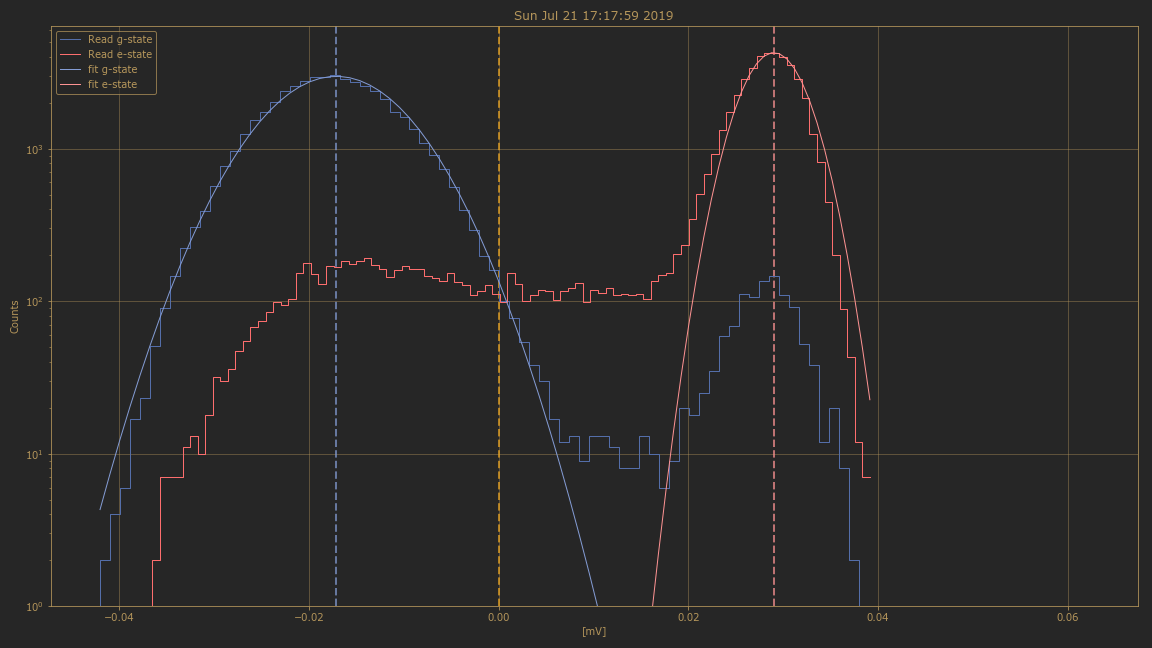 Sun Jul 21 17:17:59 2019
Read g-state
Read e-state
fit g-state
fit e-state
Counts
10³
10²
10¹
10⁰
−0.04
−0.02
0.00
0.02
0.04
0.06
[mV]